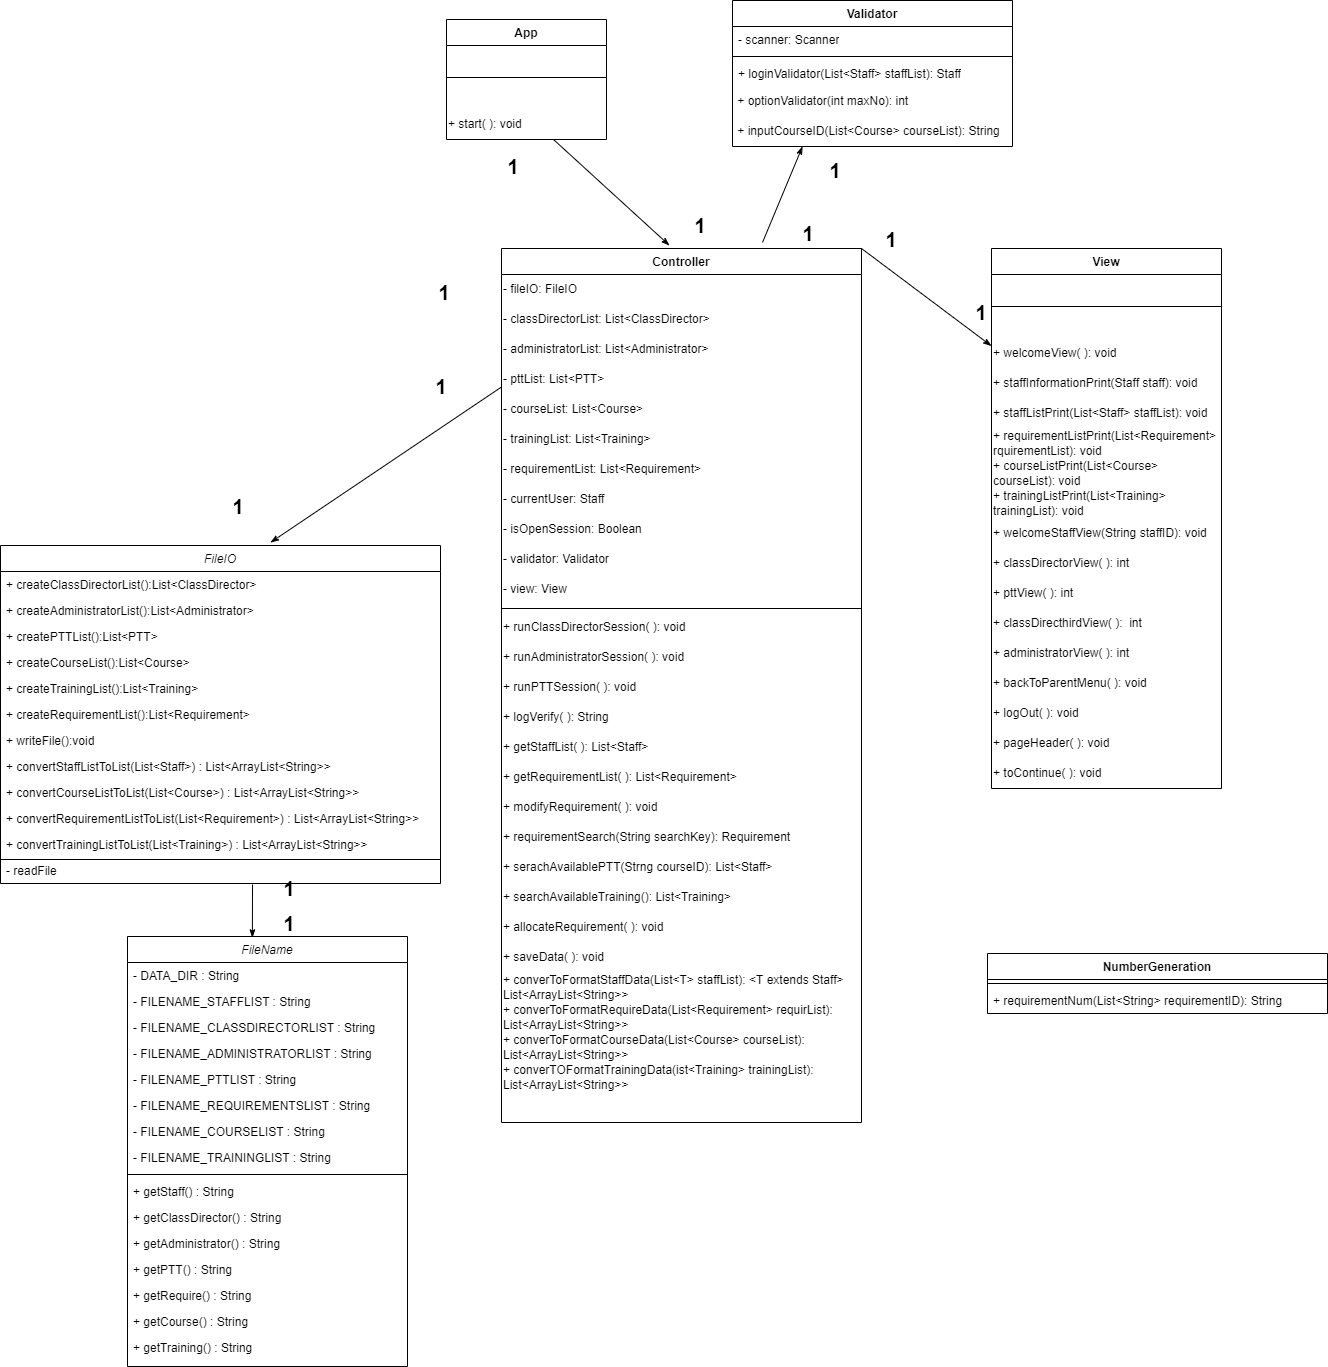 App
+ start( ): void
Validator
- scanner: Scanner
+ loginValidator(List<Staff> staffList): Staff
+ optionValidator(int maxNo): int
+ inputCourseID(List<Course> courseList): String
1
1
1
1
1
1
1
1
Controller
- fileIO: FileIO
- classDirectorList: List<ClassDirector>
- administratorList: List<Administrator>
- pttList: List<PTT>
- courseList: List<Course>
- trainingList: List<Training>
- requirementList: List<Requirement>
- currentUser: Staff
- isOpenSession: Boolean
- validator: Validator
- view: View
+ runClassDirectorSession( ): void
+ runAdministratorSession( ): void
+ runPTTSession( ): void
+ logVerify( ): String
+ getStaffList( ): List<Staff>
+ getRequirementList( ): List<Requirement>
+ modifyRequirement( ): void
+ requirementSearch(String searchKey): Requirement
+ serachAvailablePTT(Strng courseID): List<Staff>
+ searchAvailableTraining(): List<Training>
+ allocateRequirement( ): void
+ saveData( ): void
+ converToFormatStaffData(List<T> staffList): <T extends Staff>
List<ArrayList<String>>
+ converToFormatRequireData(List<Requirement> requirList):
List<ArrayList<String>>
+ converToFormatCourseData(List<Course> courseList):
List<ArrayList<String>>
+ converTOFormatTrainingData(ist<Training> trainingList):
List<ArrayList<String>>
View
+ welcomeView( ): void
+ staffInformationPrint(Staff staff): void
+ staffListPrint(List<Staff> staffList): void
+ requirementListPrint(List<Requirement>
rquirementList): void
+ courseListPrint(List<Course>
courseList): void
+ trainingListPrint(List<Training>
trainingList): void
+ welcomeStaffView(String staffID): void
+ classDirectorView( ): int
+ pttView( ): int
+ classDirecthirdView( ): int
+ administratorView( ): int
+ backToParentMenu( ): void
+ logOut( ): void
+ pageHeader( ): void
+ toContinue( ): void
FileIO
+ createClassDirectorList():List<ClassDirector>
+ createAdministratorList():List<Administrator>
+ createPTTList():List<PTT>
+ createCourseList():List<Course>
+ createTrainingList():List<Training>
+ createRequirementList():List<Requirement>
+ writeFile():void
+ convertStaffListToList(List<Staff>) : List<ArrayList<String>>
+ convertCourseListToList(List<Course>) : List<ArrayList<String>>
+ convertRequirementListToList(List<Requirement>) : List<ArrayList<String>>
+ convertTrainingListToList(List<Training>) : List<ArrayList<String>>
- readFile
1
1
FileName
- DATA_DIR : String
- FILENAME_STAFFLIST : String
- FILENAME_CLASSDIRECTORLIST : String
- FILENAME_ADMINISTRATORLIST : String
- FILENAME_PTTLIST : String
- FILENAME_REQUIREMENTSLIST : String
- FILENAME_COURSELIST : String
- FILENAME_TRAININGLIST : String
+ getStaff() : String
+ getClassDirector() : String
+ getAdministrator() : String
+ getPTT() : String
+ getRequire() : String
+ getCourse() : String
+ getTraining() : String
NumberGeneration
+ requirementNum(List<String> requirementID): String